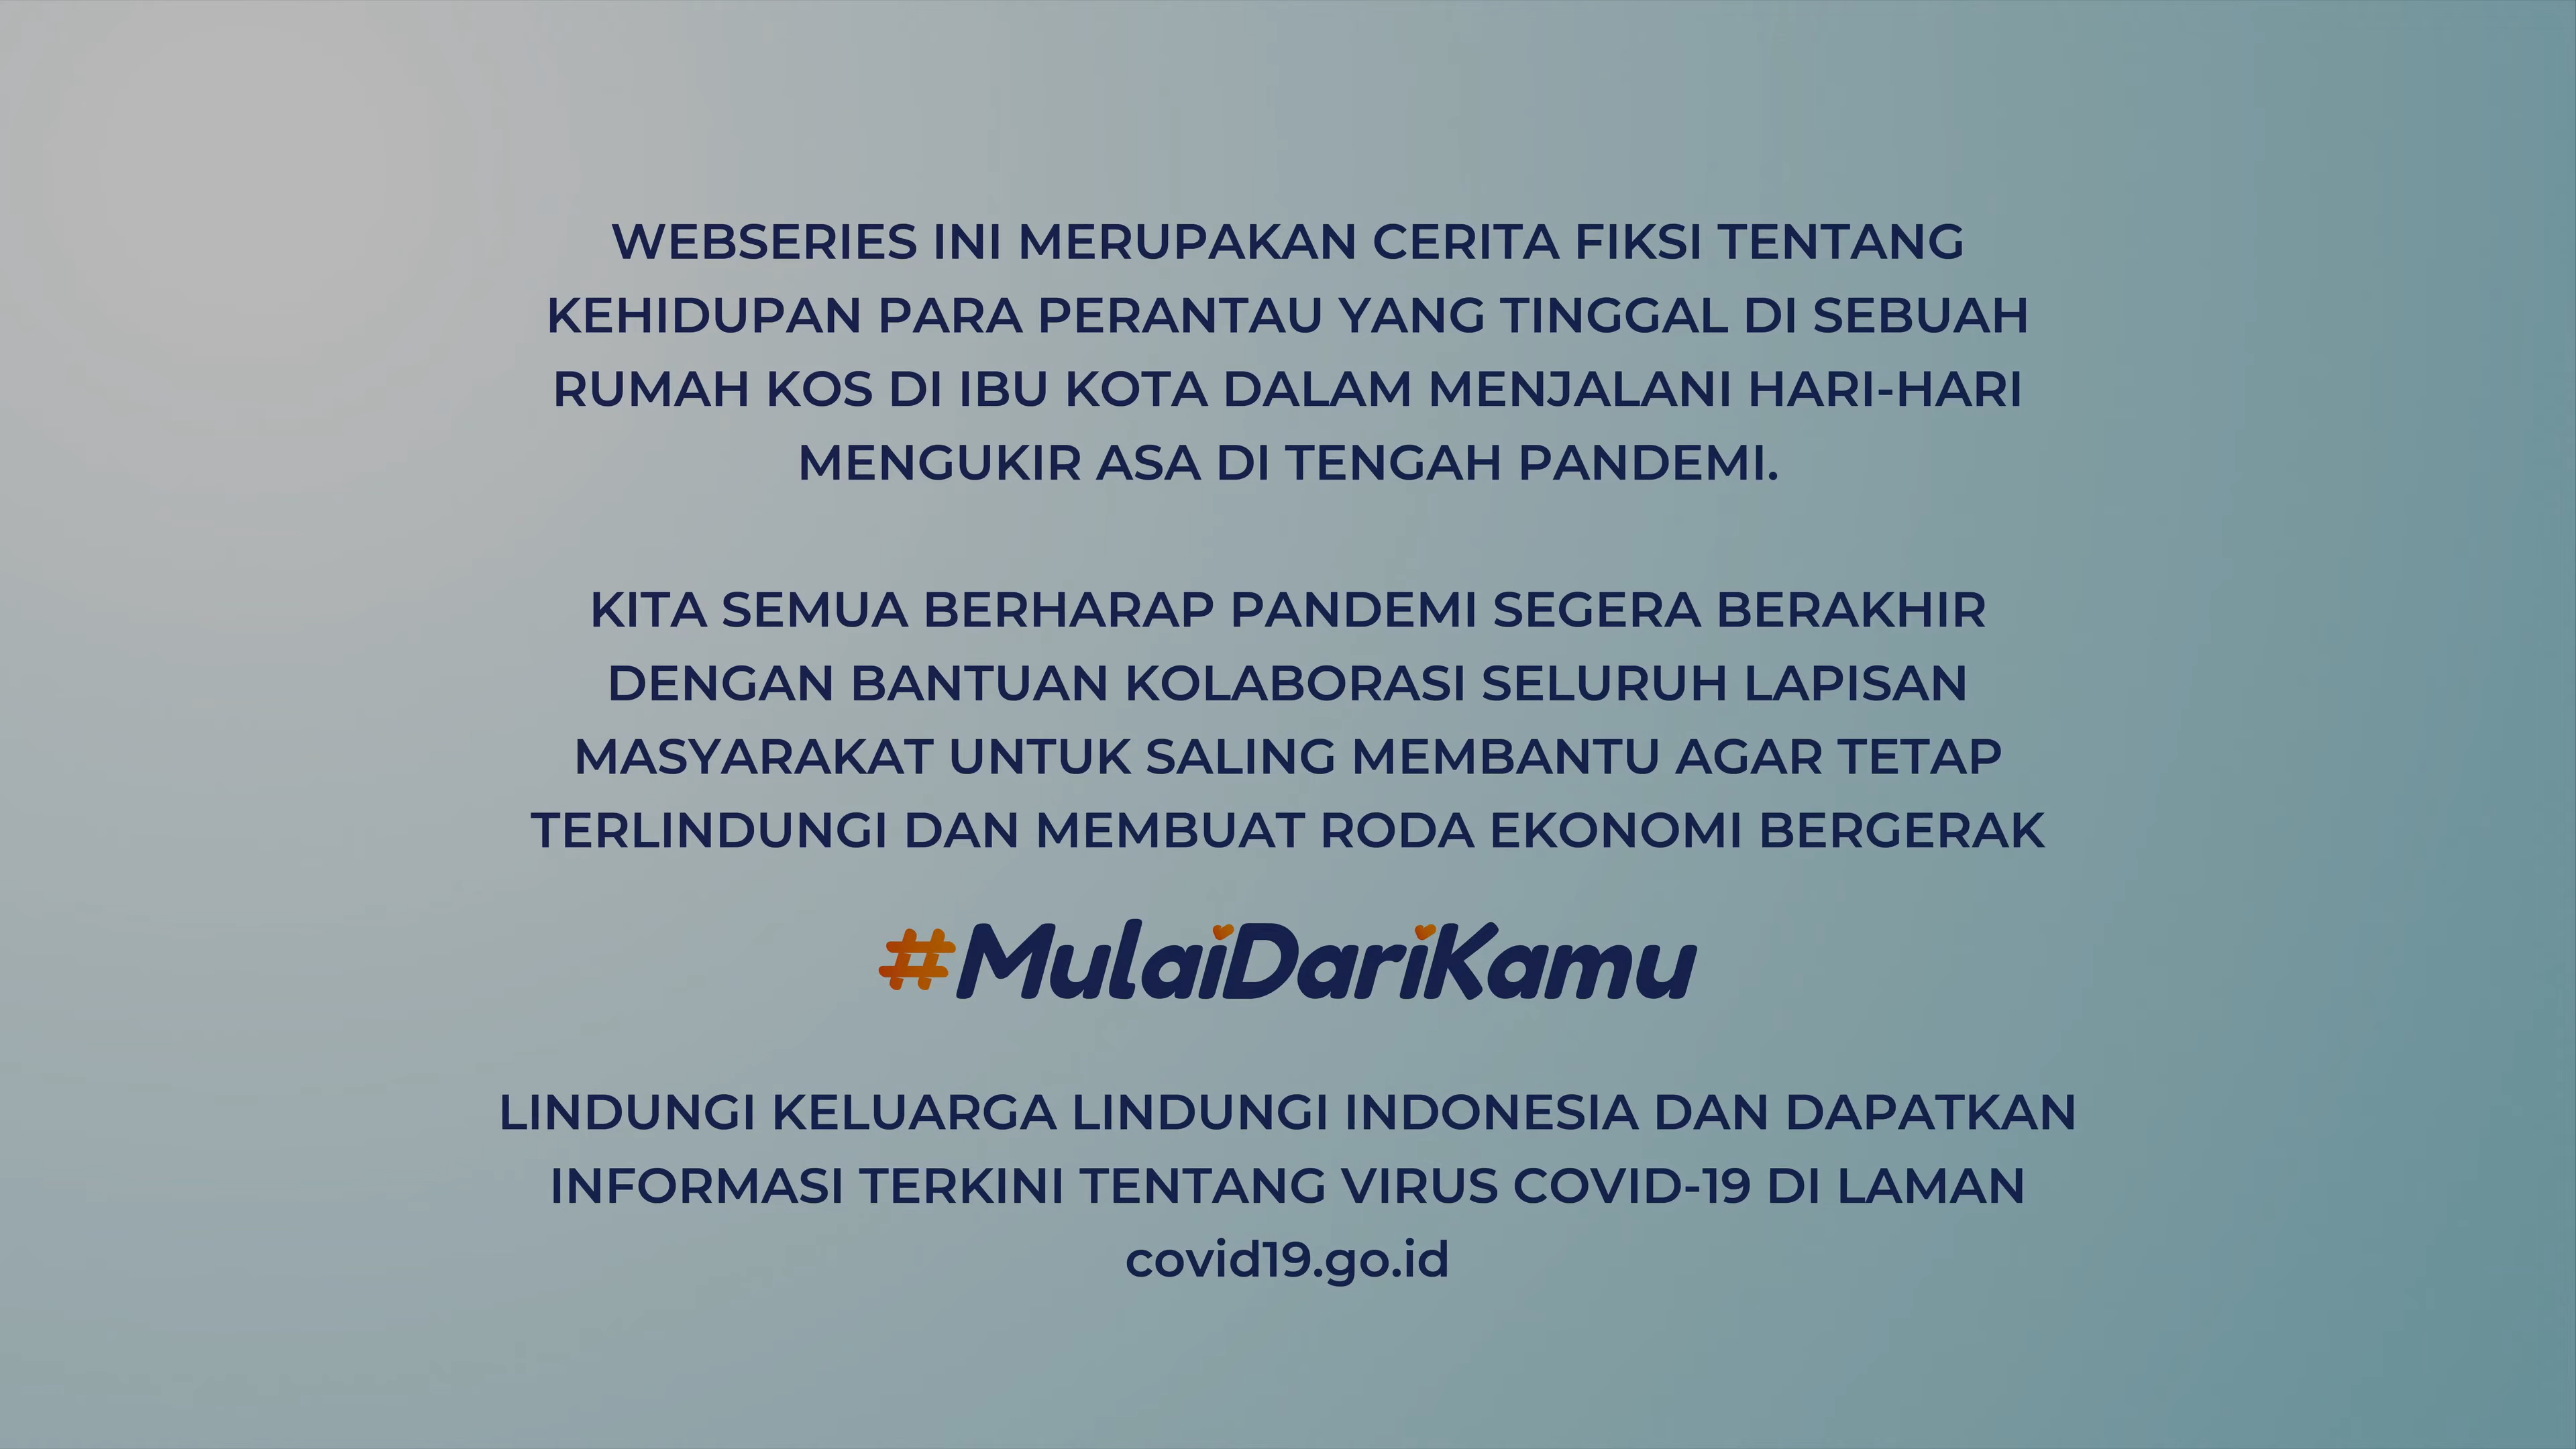 WEBSERIES INI MERUPAKAN CERITA FIKSI TENTANG
KEHIDUPAN PARA PERANTAU YANG TINGGAL DI SEBUAH
RUMAH KOS DI IBU KOTA DALAM MENJALANI HARI-HARI
MENGUKIR ASA DI TENGAH PANDEMI.
KITA SEMUA BERHARAP PANDEMI SEGERA BERAKHIR
DENGAN BANTUAN KOLABORASI SELURUH LAPISAN
MASYARAKAT UNTUK SALING MEMBANTU AGAR TETAP
TERLINDUNGI DAN MEMBUAT RODA EKONOMI BERGERAK
#MulaiDariKamu
LINDUNGI KELUARGA LINDUNGI INDONESIA DAN DAPATKAN
INFORMASI TERKINI TENTANG VIRUS COVID-19 DI LAMAN
covid19.go.id